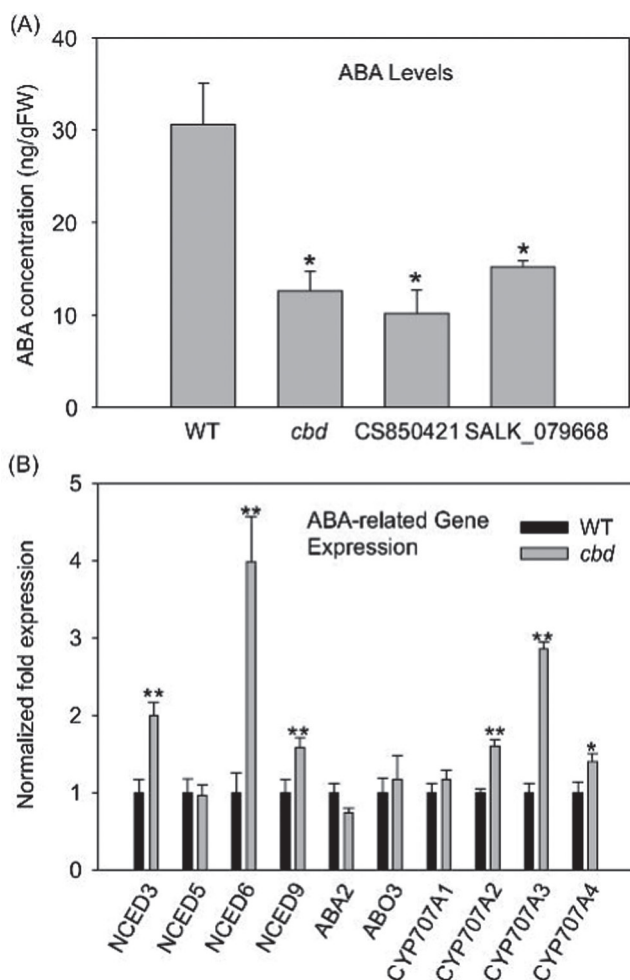 (A)
40
30
20
10
0
ABA concentration (ng/gFW)
ABA Levels
*
*
*
WT
cbd
CS850421
SALK_079668
(B)
5
4
3
2
1
0
Normalized fold expression
ABA-related Gene
Expression
WT
cbd
**
**
**
**
**
*
NCED3
NCED5
NCED6
NCED9
ABA2
ABO3
CYP707A1
CYP707A2
CYP707A3
CYP707A4